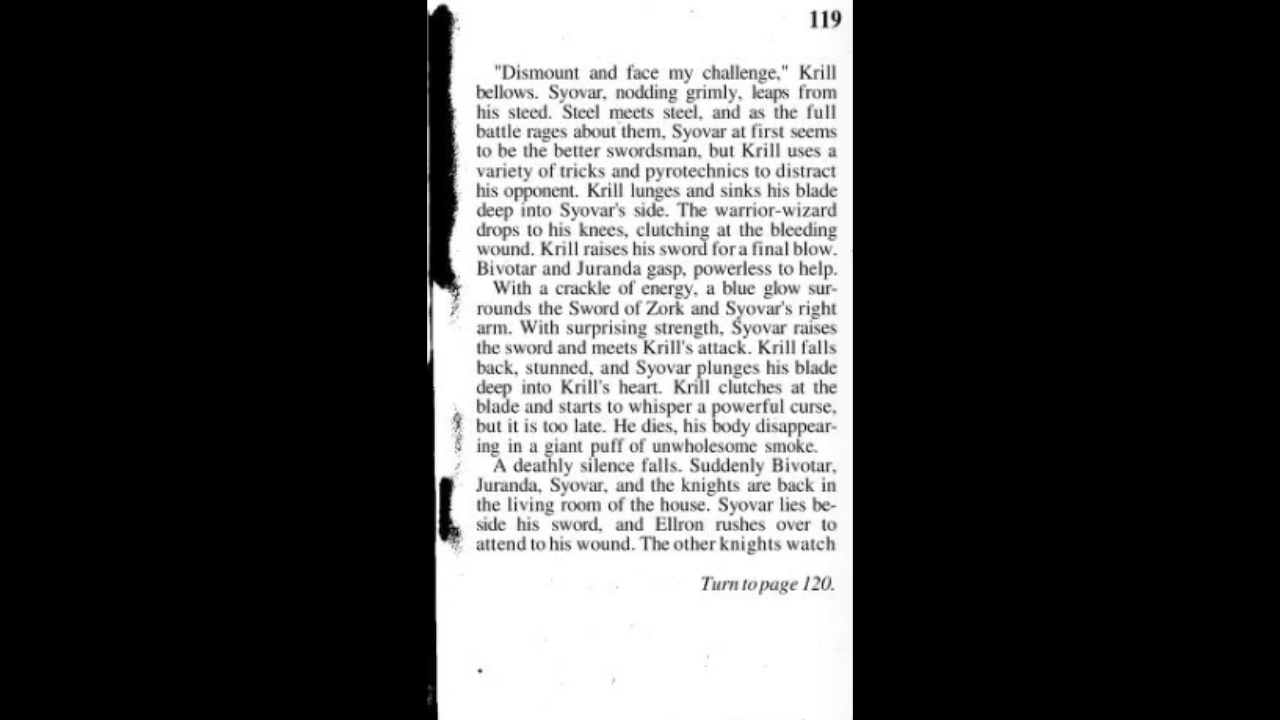 119
"Dismount and face my challenge," Krill
bellows. Syovar, nodding grimly, leaps from
his steed. Steel meets steel, and as the full
battle rages about them, Syovar at first seems
to be the better swordsman, but Krill uses a
variety of tricks and pyrotechnics to distract
his opponent. Krill lunges and sinks his blade
deep into Syovar's side. The warrior-wizard
drops to his knees, clutching at the bleeding
wound. Krill raises his sword for a final blow.
Bivotar and Juranda gasp, powerless to help.
With a crackle of energy, a blue glow sur-
rounds the Sword of Zork and Syovar's right
arm. With surprising strength, Syovar raises
the sword and meets Krill's attack. Krill falls
back, stunned, and Syovar plunges his blade
deep into Krill's heart. Krill clutches at the
blade and starts to whisper a powerful curse,
but it is too late. He dies, his body disappear-
ing in a giant puff of unwholesome smoke.
A deathly silence falls. Suddenly Bivotar,
Juranda, Syovar, and the knights are back in
the living room of the house. Syovar lies be-
side his sword, and Ellron rushes over to
attend to his wound. The other knights watch
Turn to page 120.